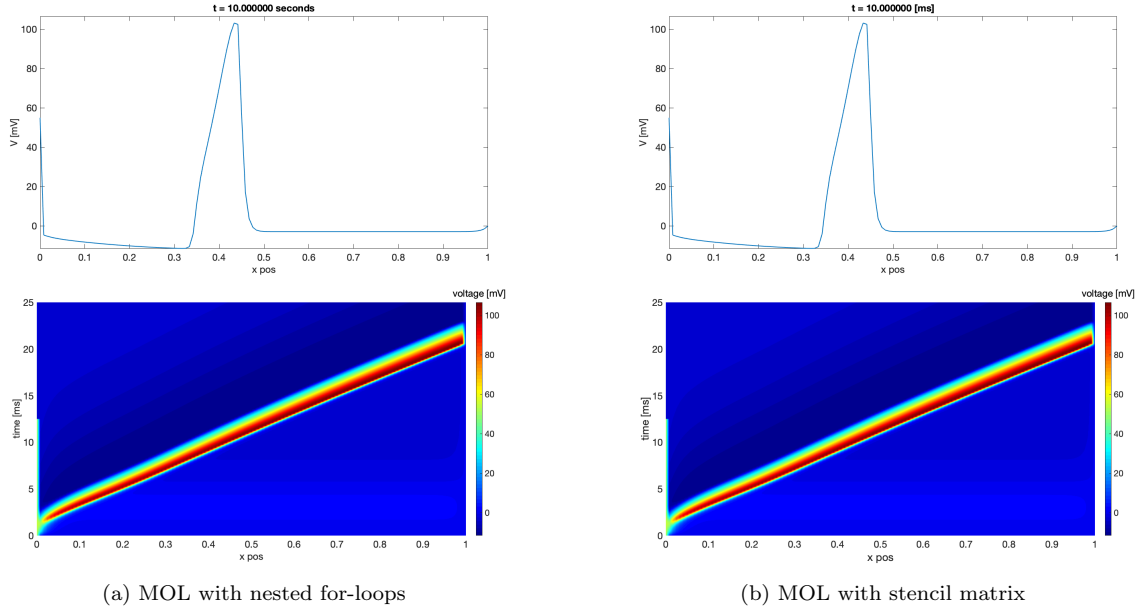 t = 10.000000 seconds
V [mV]
100
80
60
40
20
0
0 0.1 0.2 0.3 0.4 0.5 0.6 0.7 0.8 0.9 1
x pos
voltage [mV]
time [ms]
25
20
15
10
5
0
0 0.1 0.2 0.3 0.4 0.5 0.6 0.7 0.8 0.9 1
x pos
100
80
60
40
20
0
(a) MOL with nested for-loops
t = 10.000000 [ms]
V [mV]
100
80
60
40
20
0
0 0.1 0.2 0.3 0.4 0.5 0.6 0.7 0.8 0.9 1
x pos
voltage [mV]
time [ms]
25
20
15
10
5
0
0 0.1 0.2 0.3 0.4 0.5 0.6 0.7 0.8 0.9 1
x pos
100
80
60
40
20
0
(b) MOL with stencil matrix